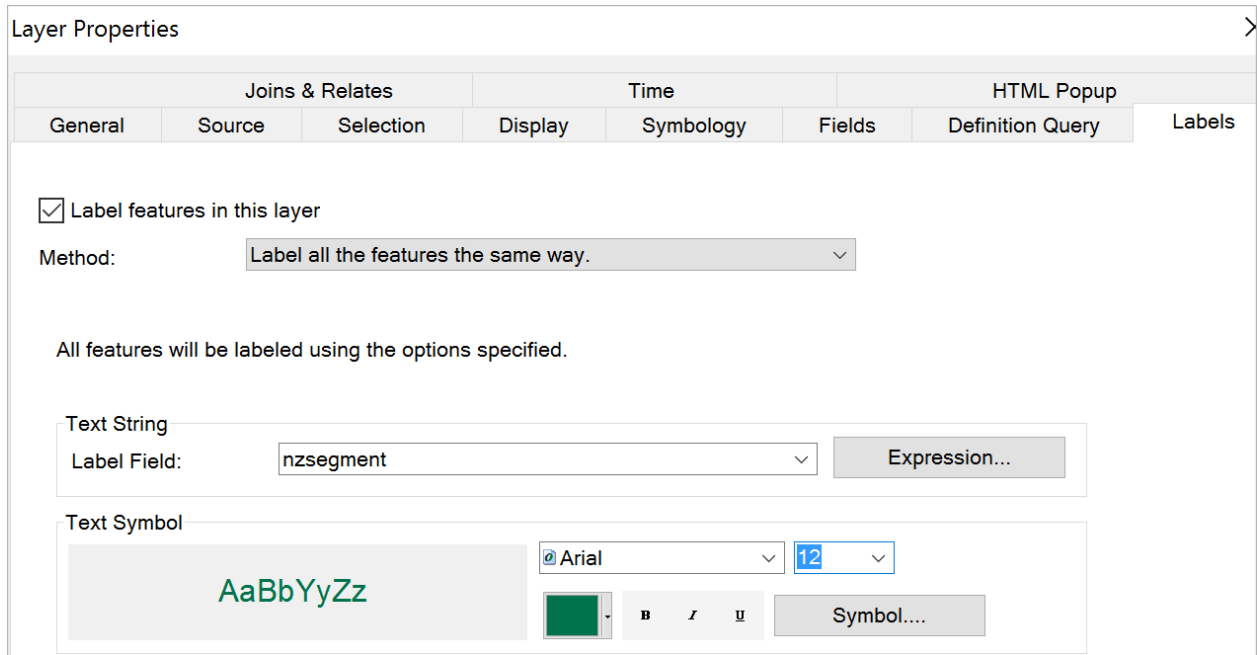 Layer Properties
Joins & Relates Time HTML Popup
General Source Selection Display Symbology Fields Definition Query Labels
Label features in this layer
Method: Label all the features the same way.
All features will be labeled using the options specified.
Text String
Label Field: nzsegment Expression...
Text Symbol
AaBbYyZz Arial 12
B I U Symbol....